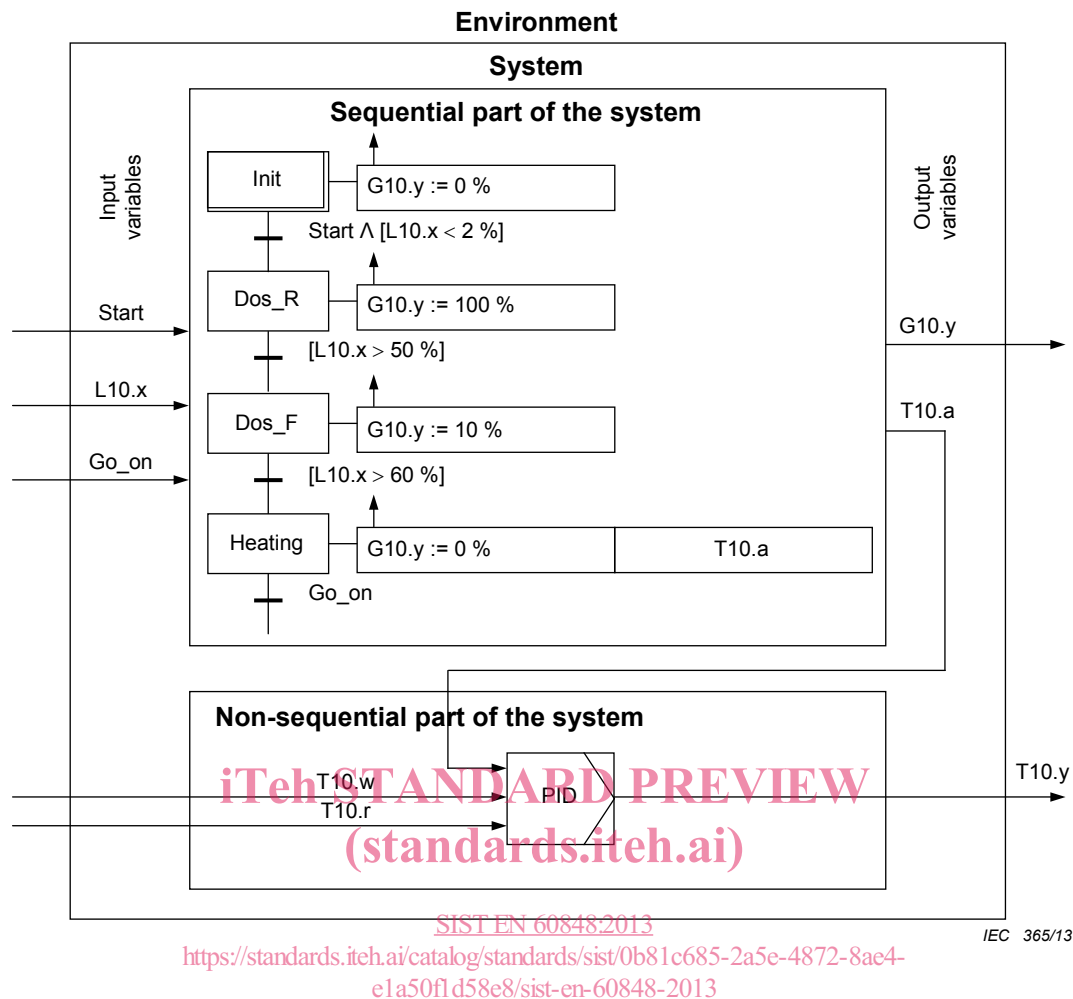 Environment
System
Sequential part of the system
Input
variables
Output
variables
Init
G10.y := 0 %
Start Λ [L10.x < 2 %]
Dos_R
G10.y := 100 %
Start
[L10.x > 50 %]
G10.y
L10.x
Dos_F
G10.y := 10 %
T10.a
Go_on
[L10.x > 60 %]
Heating
G10.y := 0 %
T10.a
Go_on
Non-sequential part of the system
T10.w
T10.r
PID
T10.y
iTeh STANDARD PREVIEW
(standards.iteh.ai)
SIST EN 60848:2013
IEC 365/13
https://standards.iteh.ai/catalog/standards/sist/0b81c685-2a5e-4872-8ae4-
e1a50f1d58e8/sist-en-60848-2013